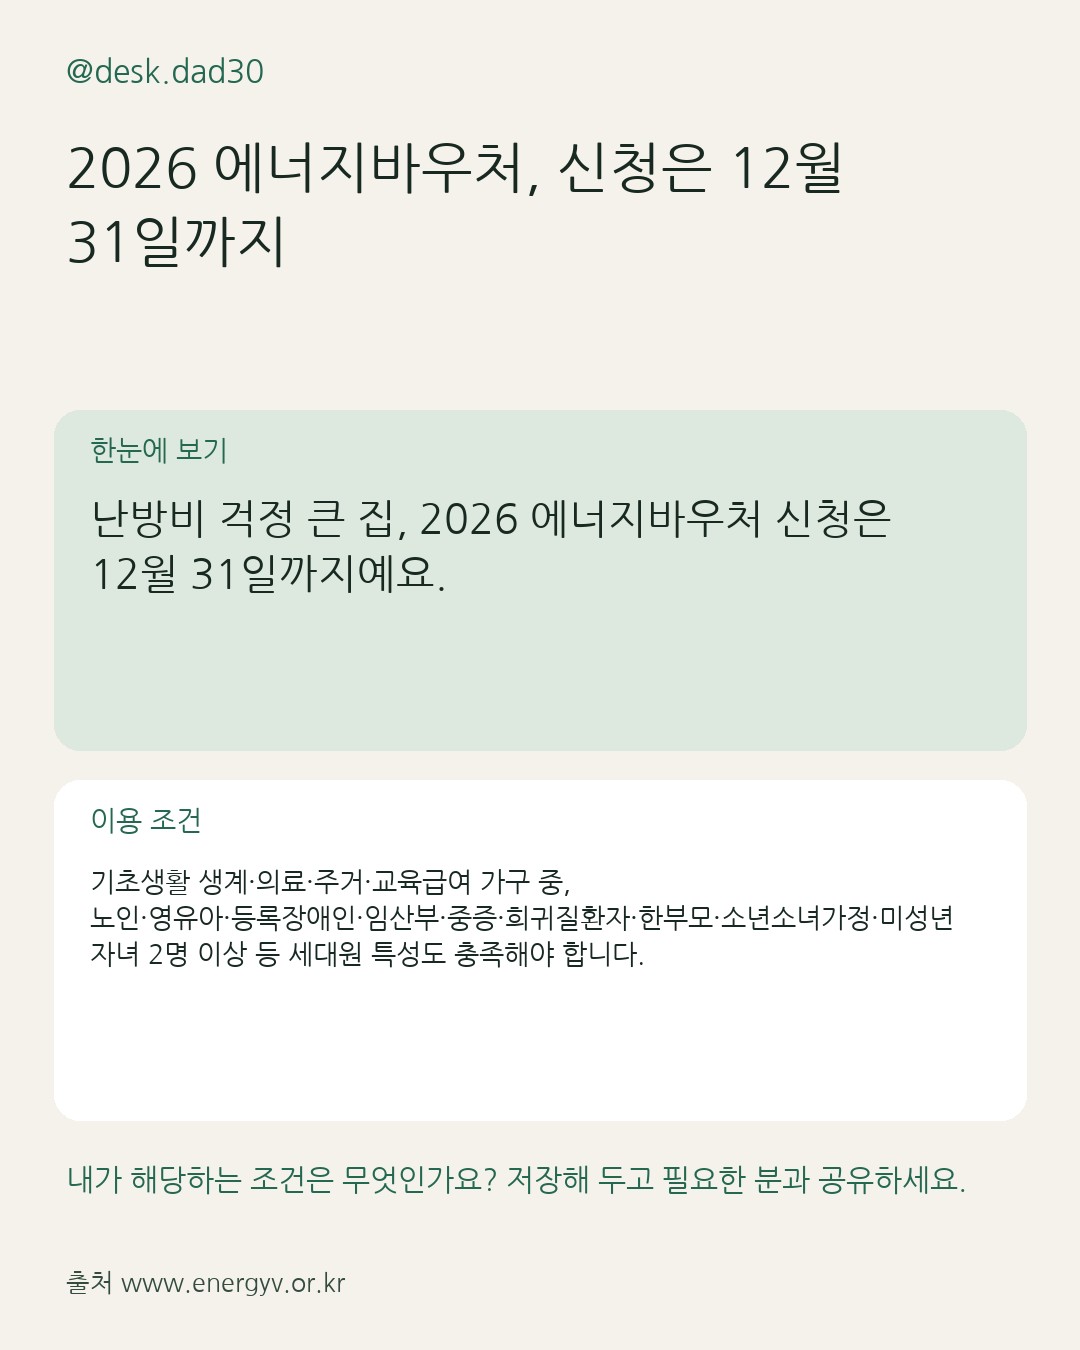 @desk.dad30
2026 에너지바우처, 신청은 12월
31일까지
한눈에 보기
난방비 걱정 큰 집, 2026 에너지바우처 신청은
12월 31일까지예요.
이용 조건
기초생활 생계·의료·주거·교육급여 가구 중,
노인·영유아·등록장애인·임산부·중증·희귀질환자·한부모·소년소녀가정·미성년
자녀 2명 이상 등 세대원 특성도 충족해야 합니다.
내가 해당하는 조건은 무엇인가요? 저장해 두고 필요한 분과 공유하세요.
출처 www.energyv.or.kr